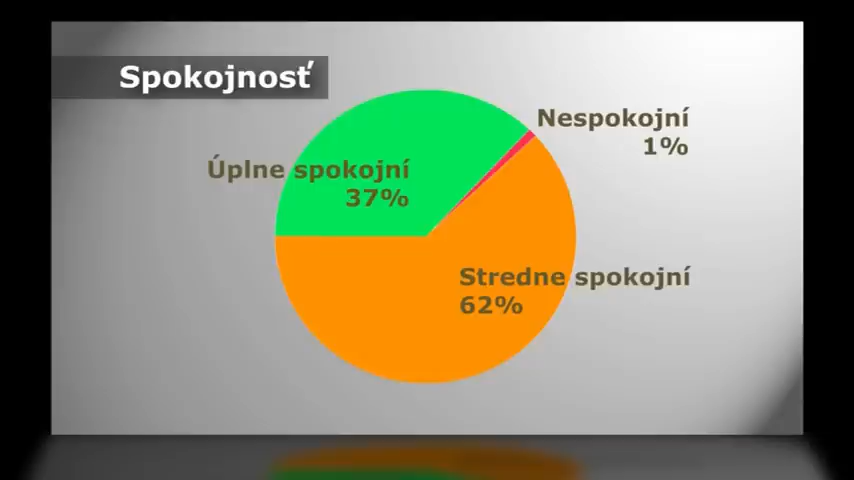 Spokojnosť
Nespokojní
1%
Úplne spokojní
37%
Stredne spokojní
62%